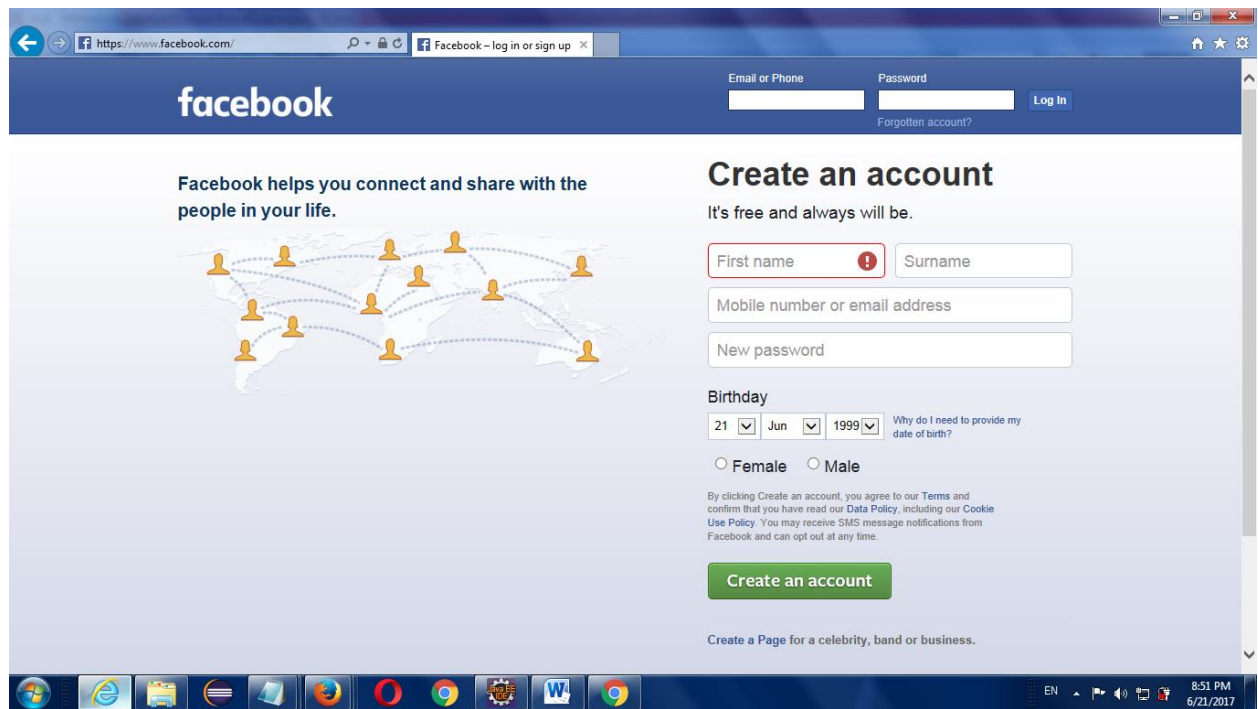 https://www.facebook.com/
Facebook – log in or sign up
facebook
Email or Phone
Password
Log In
Forgotten account?
Facebook helps you connect and share with the
people in your life.
Create an account
It's free and always will be.
First name
Surname
Mobile number or email address
New password
Birthday
21 Jun 1999
Why do I need to provide my
date of birth?
Female Male
By clicking Create an account, you agree to our Terms and
confirm that you have read our Data Policy, including our Cookie
Use Policy. You may receive SMS message notifications from
Facebook and can opt out at any time.
Create an account
Create a Page for a celebrity, band or business.
Java EE
IDE
W
EN
8:51 PM
6/21/2017